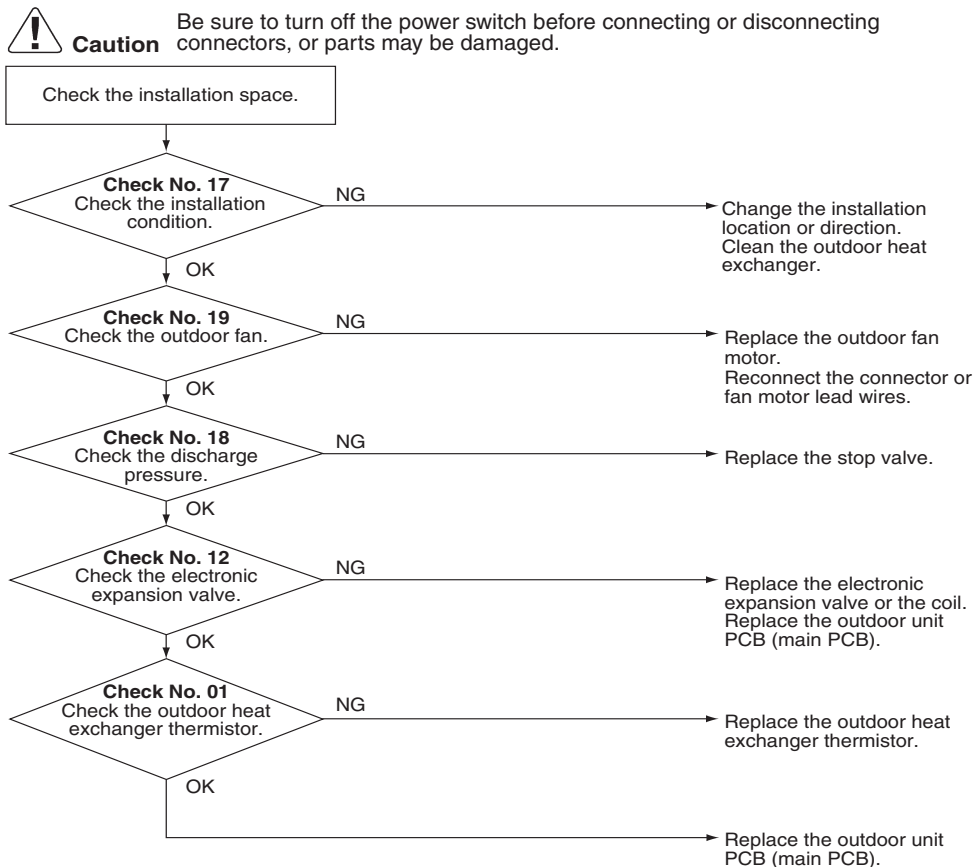 Be sure to turn off the power switch before connecting or disconnecting
Caution connectors, or parts may be damaged.
Check the installation space.
Check No. 17
Check the installation
condition.
NG
Change the installation
location or direction.
Clean the outdoor heat
exchanger.
OK
Check No. 19
Check the outdoor fan.
NG
Replace the outdoor fan
motor.
Reconnect the connector or
fan motor lead wires.
OK
Check No. 18
Check the discharge
pressure.
NG
Replace the stop valve.
OK
Check No. 12
Check the electronic
expansion valve.
NG
Replace the electronic
expansion valve or the coil.
Replace the outdoor unit
PCB (main PCB).
OK
Check No. 01
Check the outdoor heat
exchanger thermistor.
NG
Replace the outdoor heat
exchanger thermistor.
OK
Replace the outdoor unit
PCB (main PCB).